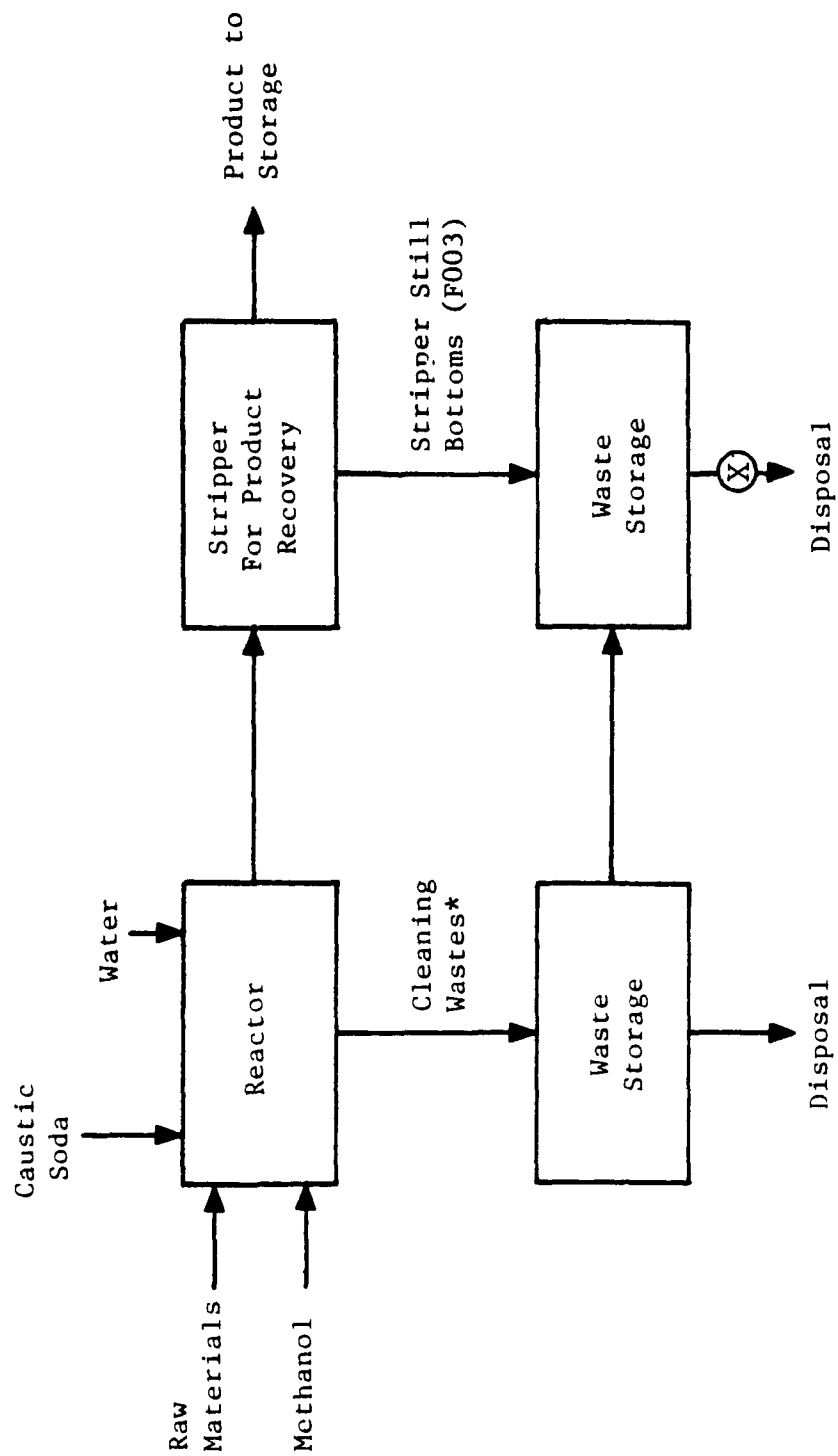 Caustic
Soda
Water
Raw
Materials
Methanol
Reactor
Stripper
For Product
Recovery
Product to
Storage
Cleaning
Wastes*
Stripper Still
Bottoms (F003)
Waste
Storage
Waste
Storage
X
Disposal
Disposal